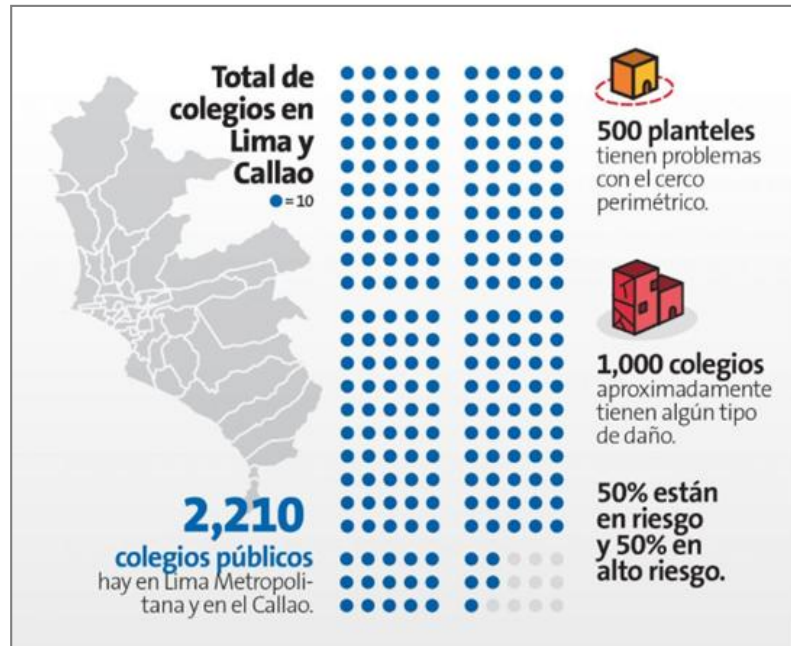 Total de
colegios en
Lima y
Callao
=10
2,210
colegios públicos
hay en Lima Metropoli-
tana y en el Callao.
500 planteles
tienen problemas
con el cerco
perimétrico.
1,000 colegios
aproximadamente
tienen algún tipo
de daño.
50% están
en riesgo
y 50% en
alto riesgo.